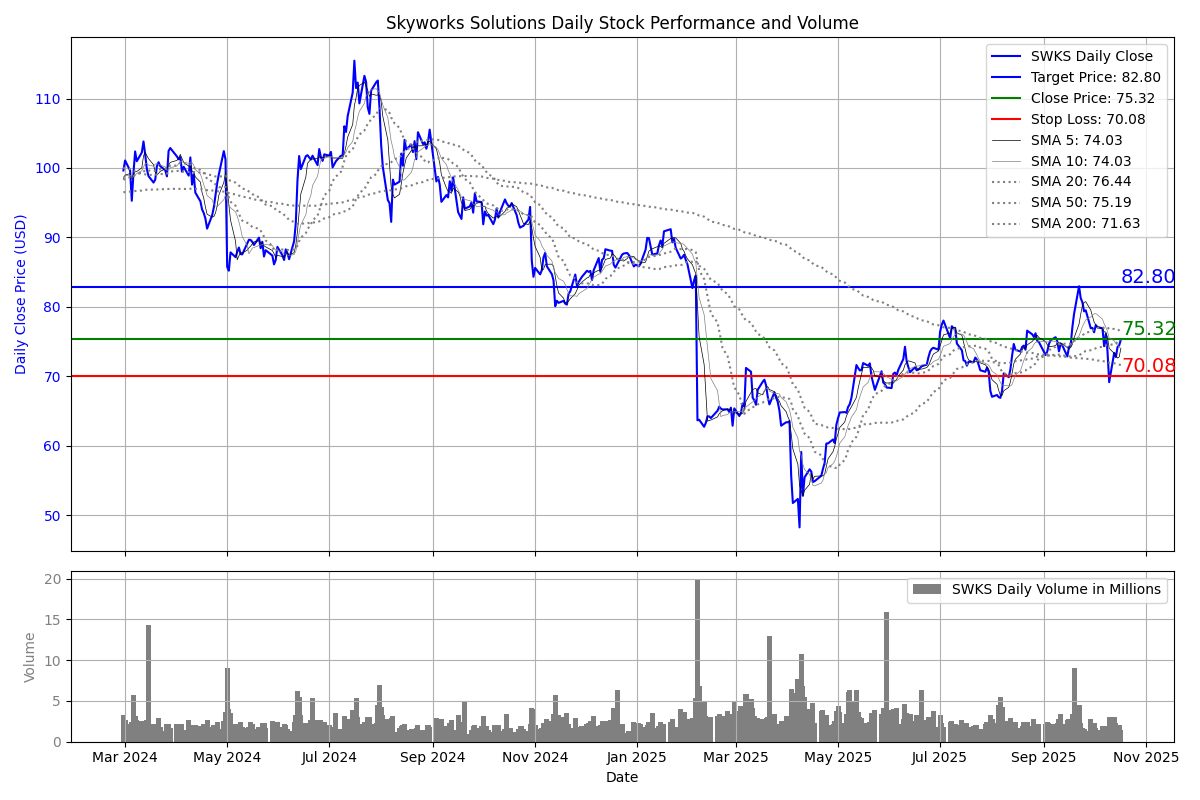 Skyworks Solutions Daily Stock Performance and Volume
Daily Close Price (USD)
110
100
90
80
70
60
50
SWKS Daily Close
Target Price: 82.80
Close Price: 75.32
Stop Loss: 70.08
SMA 5: 74.03
SMA 10: 74.03
SMA 20: 76.44
SMA 50: 75.19
SMA 200: 71.63
82.80
75.32
70.08
Volume
20
15
10
5
0
SWKS Daily Volume in Millions
Mar 2024 May 2024 Jul 2024 Sep 2024 Nov 2024 Jan 2025 Mar 2025 May 2025 Jul 2025 Sep 2025 Nov 2025
Date